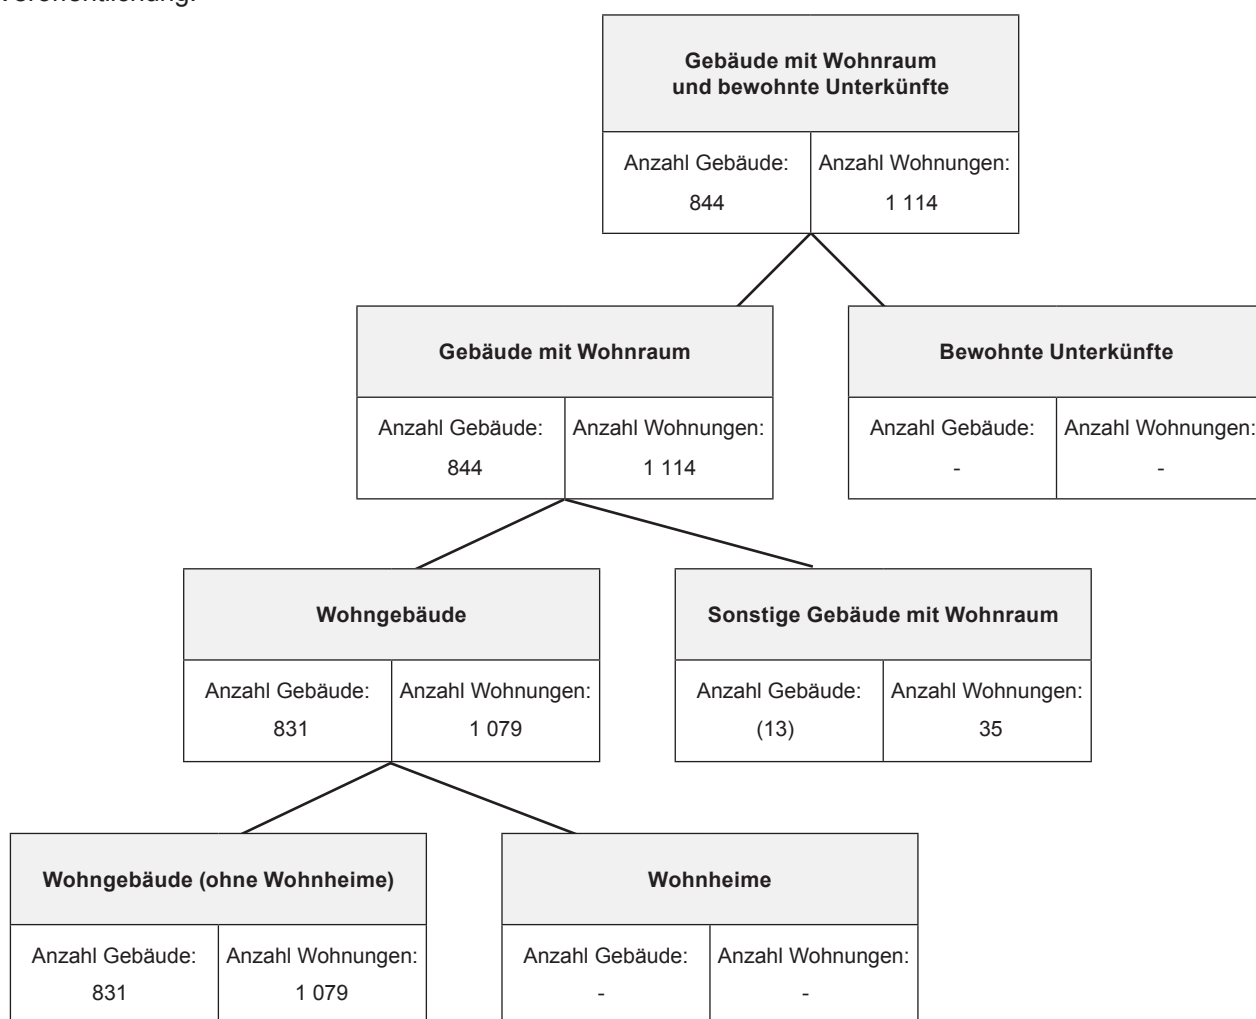 Veröffentlichung.
Gebäude mit Wohnraum
und bewohnte Unterkünfte
Anzahl Gebäude: Anzahl Wohnungen:
844 1 114
Gebäude mit Wohnraum Bewohnte Unterkünfte
Anzahl Gebäude: Anzahl Wohnungen: Anzahl Gebäude: Anzahl Wohnungen:
844 1 114 - -
Wohngebäude Sonstige Gebäude mit Wohnraum
Anzahl Gebäude: Anzahl Wohnungen: Anzahl Gebäude: Anzahl Wohnungen:
831 1 079 (13) 35
Wohngebäude (ohne Wohnheime) Wohnheime
Anzahl Gebäude: Anzahl Wohnungen: Anzahl Gebäude: Anzahl Wohnungen:
831 1 079 - -